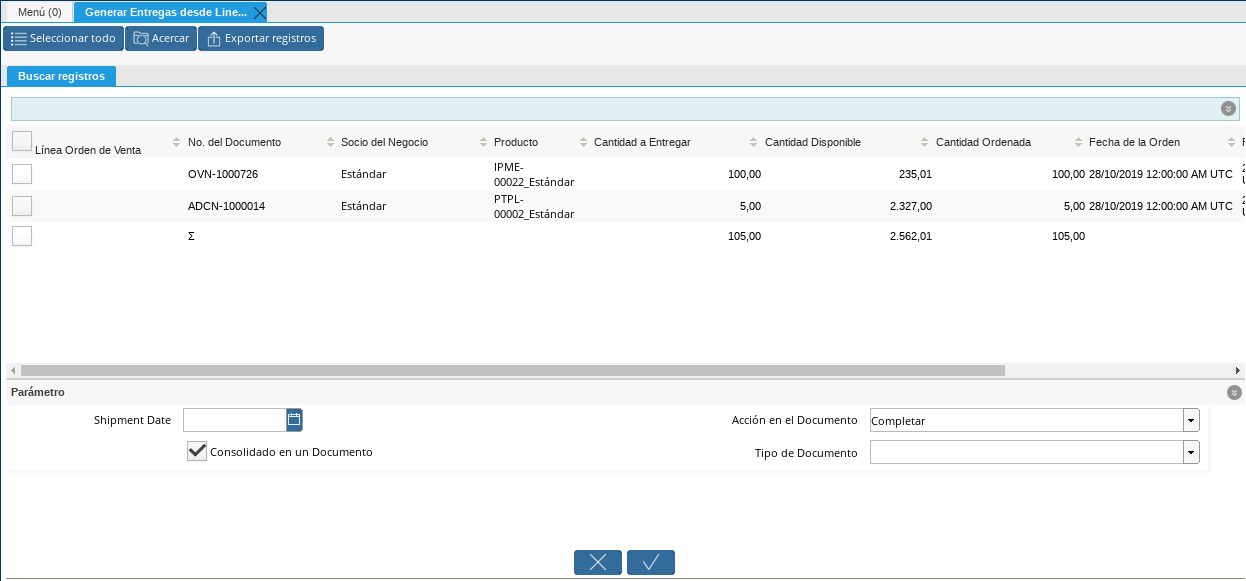 Menú (0) Generar Entregas desde Line...
Seleccionar todo Acercar Exportar registros
Buscar registros
Línea Orden de Venta No. del Documento Socio del Negocio Producto Cantidad a Entregar Cantidad Disponible Cantidad Ordenada Fecha de la Orden
OVN-1000726 Estándar IPME-
00022_Estándar 100,00 235,01 100,00 28/10/2019 12:00:00 AM UTC
ADCN-1000014 Estándar PTPL-
00002_Estándar 5,00 2.327,00 5,00 28/10/2019 12:00:00 AM UTC
Σ 105,00 2.562,01 105,00
Parámetro
Shipment Date Acción en el Documento Completar
Consolidado en un Documento Tipo de Documento